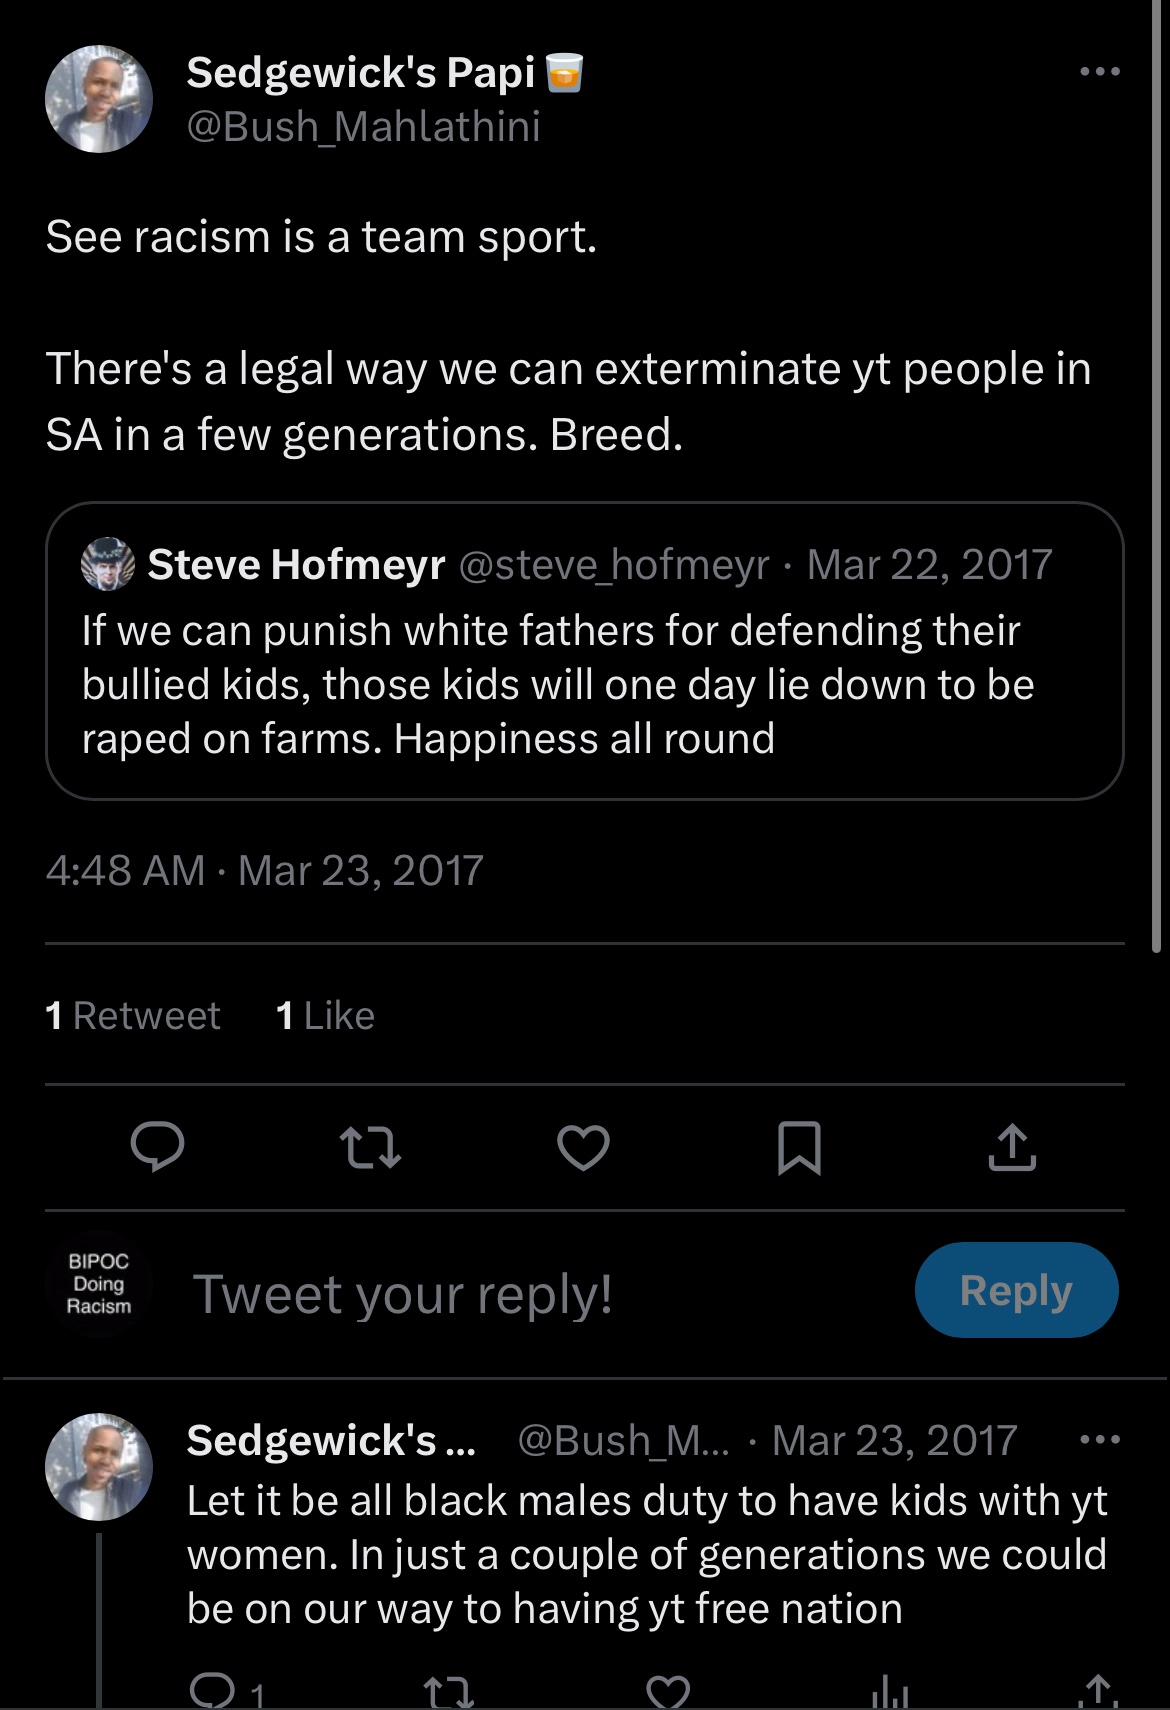 Sedgewick's Papi🥃
@Bush_Mahlathini
See racism is a team sport.
There's a legal way we can exterminate yt people in
SA in a few generations. Breed.
Steve Hofmeyr @steve_hofmeyr · Mar 22, 2017
If we can punish white fathers for defending their
bullied kids, those kids will one day lie down to be
raped on farms. Happiness all round
4:48 AM · Mar 23, 2017
1 Retweet 1 Like
BIPOC
Doing
Racism
Tweet your reply!
Reply
Sedgewick's ... @Bush_M... · Mar 23, 2017
Let it be all black males duty to have kids with yt
women. In just a couple of generations we could
be on our way to having yt free nation
1